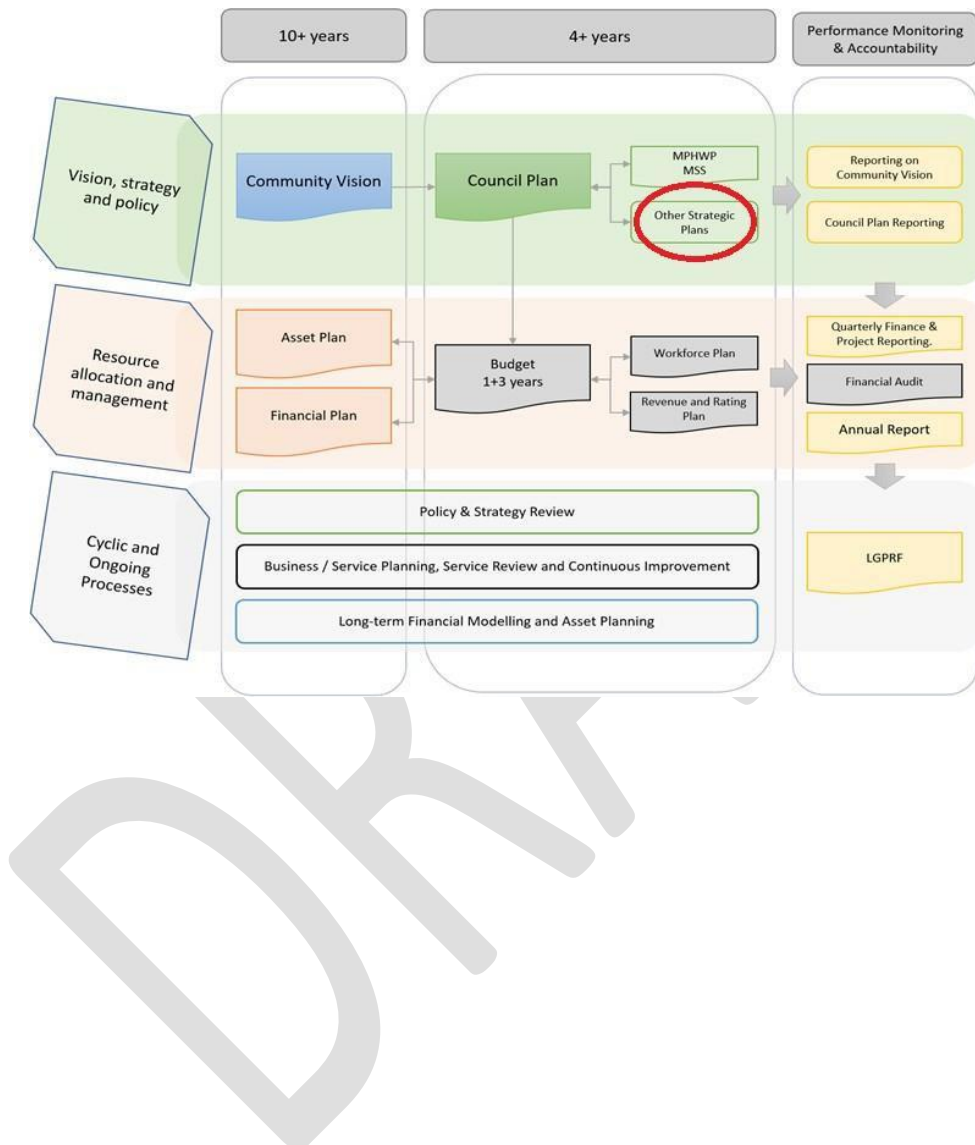 10+ years
4+ years
Performance Monitoring
& Accountability
Vision, strategy
and policy
Community Vision
Council Plan
MPHWP
MSS
Other Strategic
Plans
Reporting on
Community Vision
Council Plan Reporting
Resource
allocation and
management
Asset Plan
Financial Plan
Budget
1+3 years
Workforce Plan
Revenue and Rating
Plan
Quarterly Finance &
Project Reporting.
Financial Audit
Annual Report
Cyclic and
Ongoing
Processes
Policy & Strategy Review
Business / Service Planning, Service Review and Continuous Improvement
Long-term Financial Modelling and Asset Planning
LGPRF